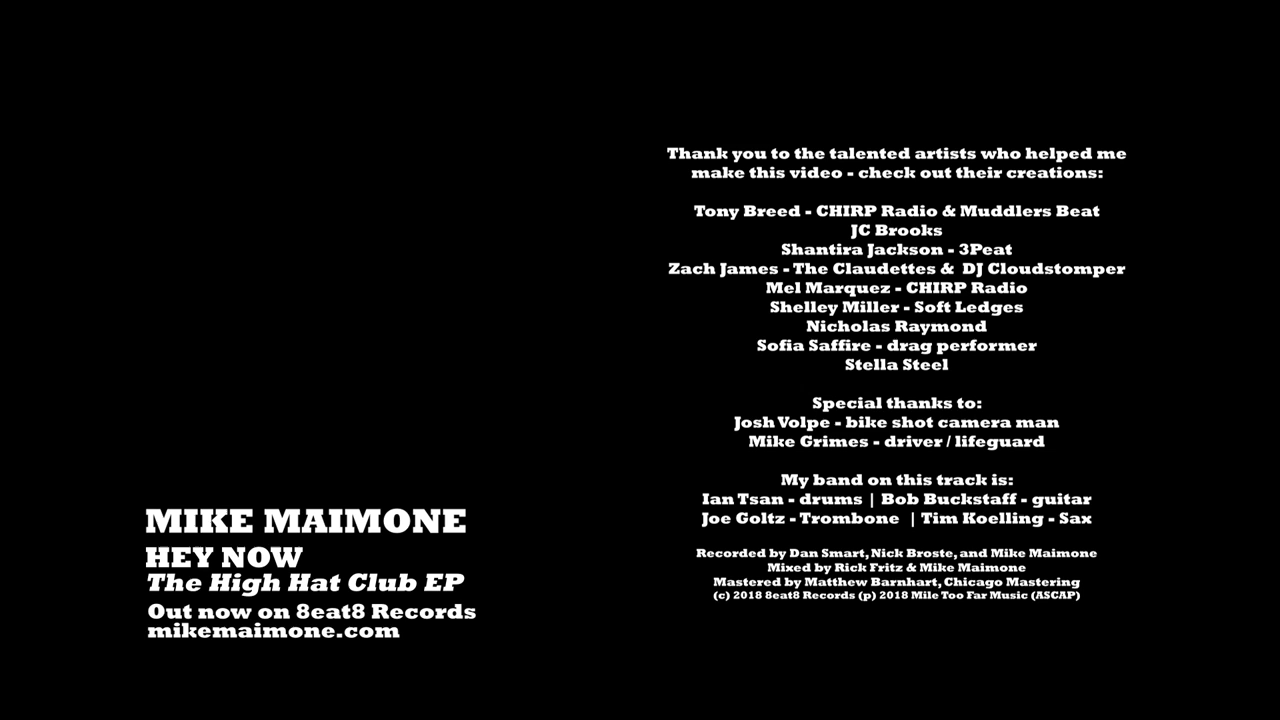 Thank you to the talented artists who helped me
make this video - check out their creations:
Tony Breed - CHIRP Radio & Muddlers Beat
JC Brooks
Shantira Jackson - 3Peat
Zach James - The Claudettes & DJ Cloudstomper
Mel Marquez - CHIRP Radio
Shelley Miller - Soft Ledges
Nicholas Raymond
Sofia Saffire - drag performer
Stella Steel
Special thanks to:
Josh Volpe - bike shot camera man
Mike Grimes - driver / lifeguard
My band on this track is:
Ian Tsan - drums | Bob Buckstaff - guitar
Joe Goltz - Trombone | Tim Koelling - Sax
Recorded by Dan Smart, Nick Broste, and Mike Maimone
Mixed by Rick Fritz & Mike Maimone
Mastered by Matthew Barnhart, Chicago Mastering
(c) 2018 8eat8 Records (p) 2018 Mile Too Far Music (ASCAP)
MIKE MAIMONE
HEY NOW
The High Hat Club EP
Out now on 8eat8 Records
mikemaimone.com